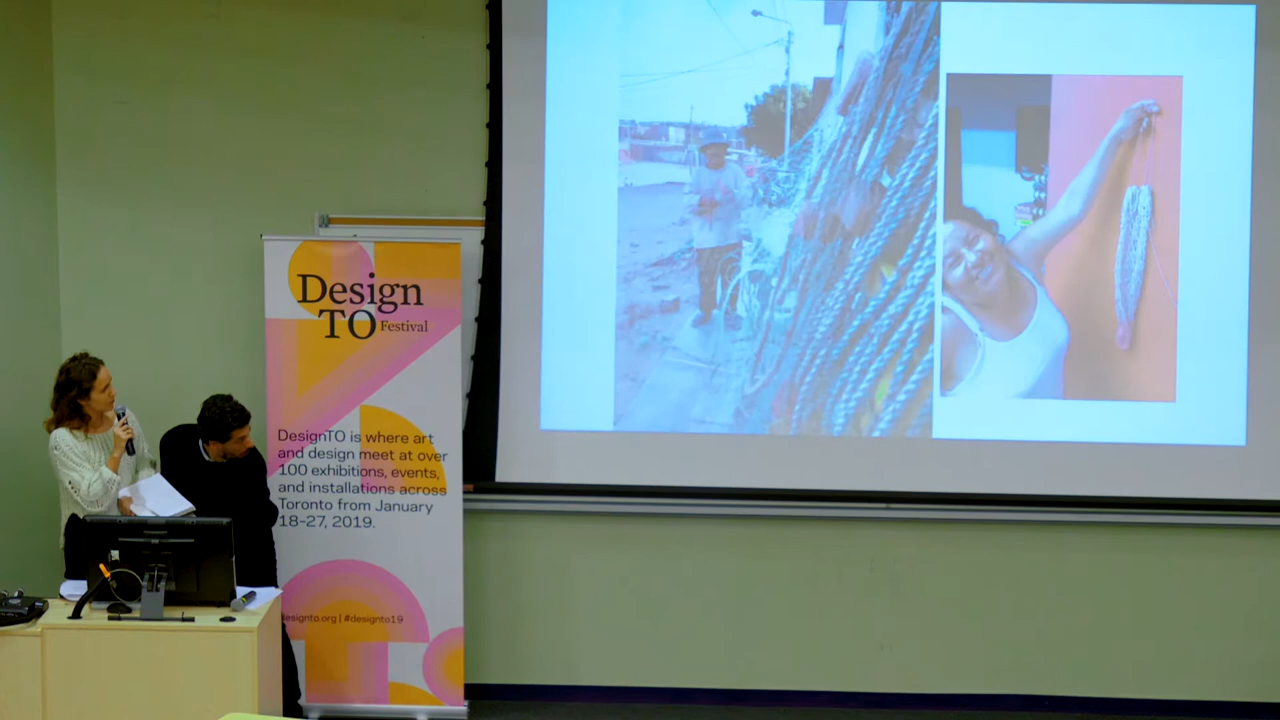 Design
TO Festival
DesignTO is where art
and design meet at over
100 exhibitions, events,
and installations across
Toronto from January
18-27, 2019.
designto.org | #designto19